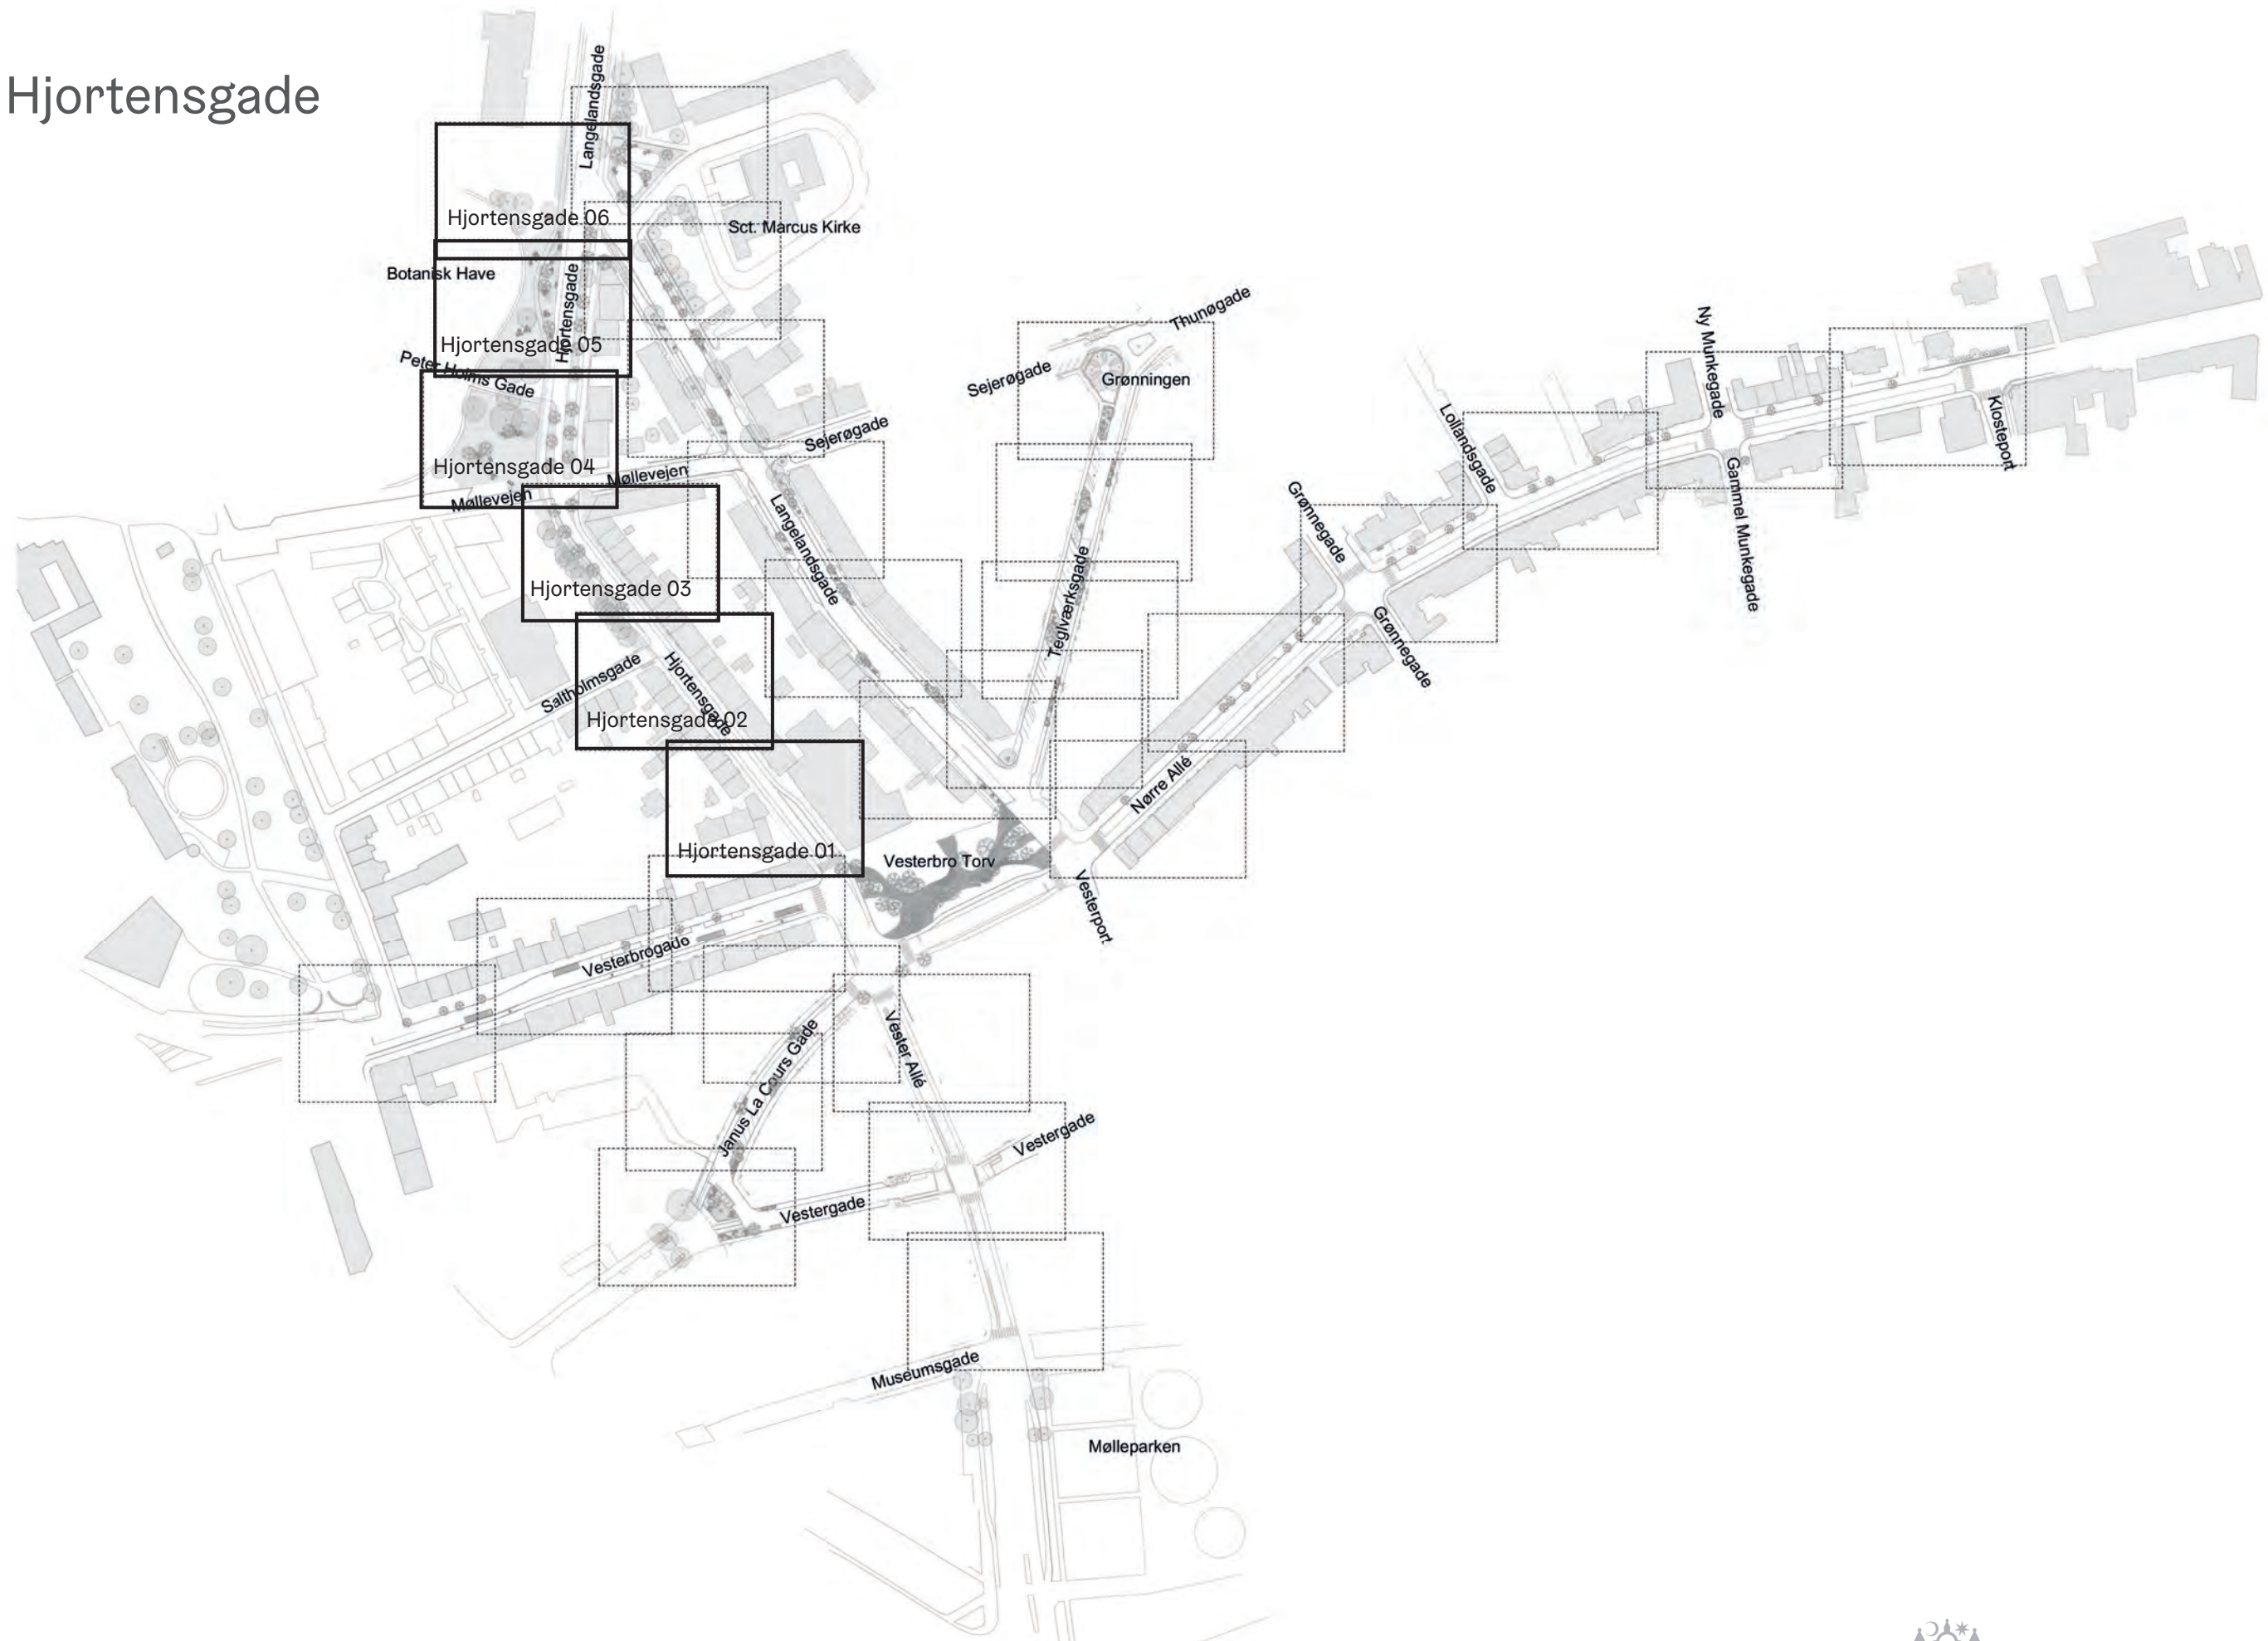 Hjortensgade
Langelandsgade
Hjortensgade 06
Sct. Marcus Kirke
Botanisk Have
Hjortensgade
Hjortensgade 05
Peter Holms Gade
Thunøgade
Sejerøgade
Grønningen
Ny Munkegade
Klosteport
Lollandsgade
Sejerøgade
Hjortensgade 04
Møllevejen
Møllevejen
Langelandsgade
Grønnegade
Gammel Munkegade
Hjortensgade 03
Teglværksgade
Grønnegade
Saltholmsgade
Hjortensgade
Hjortensgade 02
Nørre Allé
Hjortensgade 01
Vesterbro Torv
Vesterport
Vesterbrogade
Janus La Cours Gade
Vester Allé
Vestergade
Vestergade
Museumsgade
Mølleparken